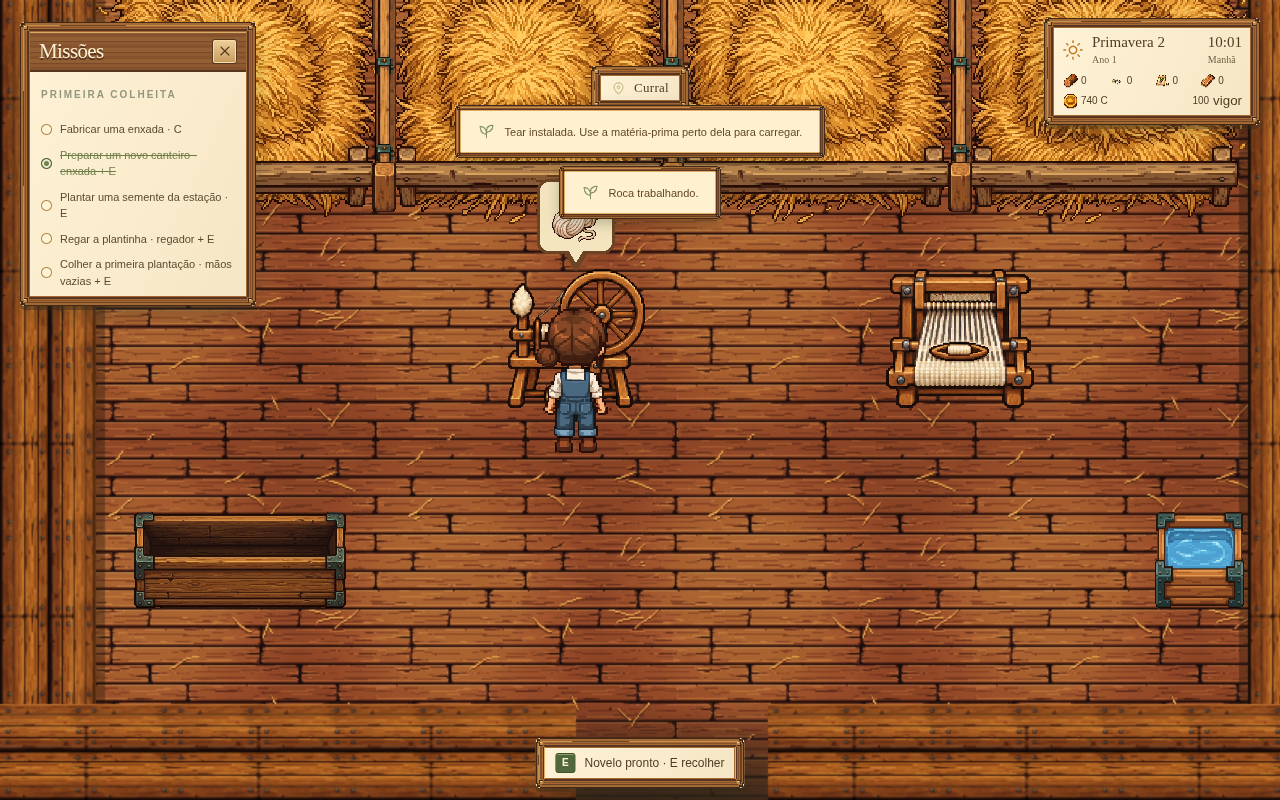 Missões
PRIMEIRA COLHEITA
Fabricar uma enxada · C
Preparar um novo canteiro ·
enxada + E
Plantar uma semente da estação ·
E
Regar a plantinha · regador + E
Colher a primeira plantação · mãos
vazias + E
Curral
Tear instalada. Use a matéria-prima perto dela para carregar.
Roca trabalhando.
Primavera 2 10:01
Ano 1 Manhã
0 0 0 0
740 C 100 vigor
E Novelo pronto · E recolher